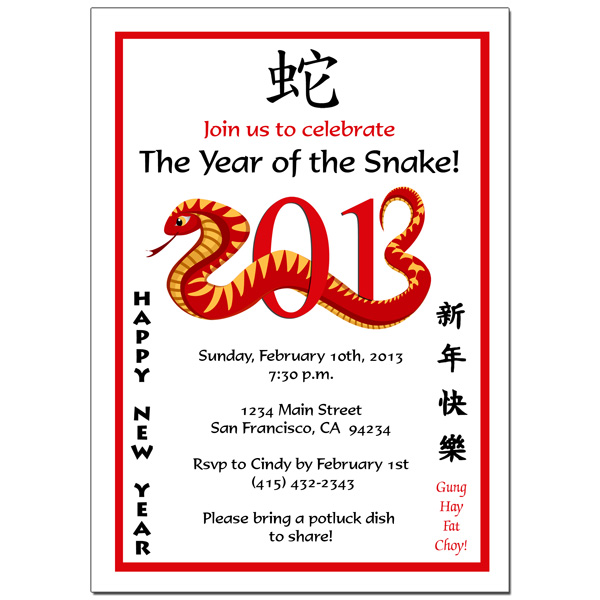 蛇
Join us to celebrate
The Year of the Snake!
2013
HAPPY NEW YEAR
Sunday, February 10th, 2013
7:30 p.m.
1234 Main Street
San Francisco, CA 94234
Rsvp to Cindy by February 1st
(415) 432-2343
Please bring a potluck dish
to share!
新年快樂
Gung
Hay
Fat
Choy!